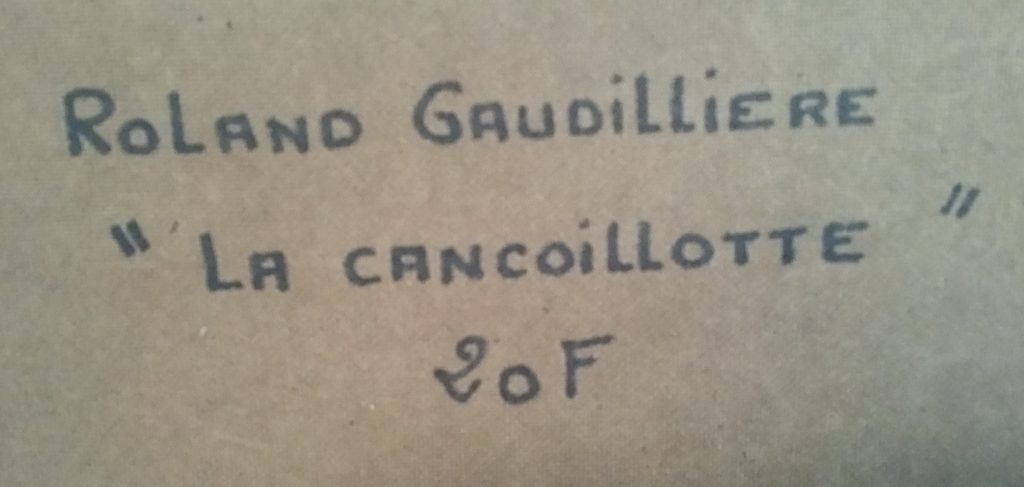 ROLAND GAUDILLIERE
" LA CANCOILLOTTE "
20F